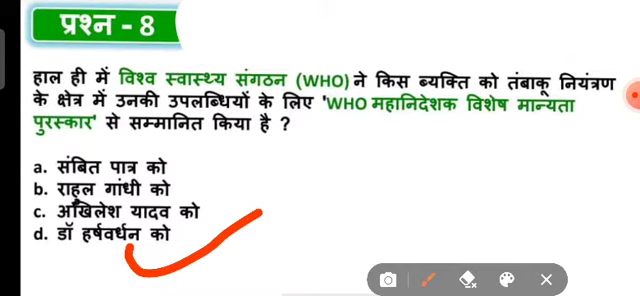 प्रश्न - 8
हाल ही में विश्व स्वास्थ्य संगठन (WHO) ने किस ब्यक्ति को तंबाकू नियंत्रण
के क्षेत्र में उनकी उपलब्धियों के लिए 'WHO महानिदेशक विशेष मान्यता
पुरस्कार' से सम्मानित किया है ?
a. संबित पात्र को
b. राहुल गांधी को
c. अखिलेश यादव को
d. डॉ हर्षवर्धन को